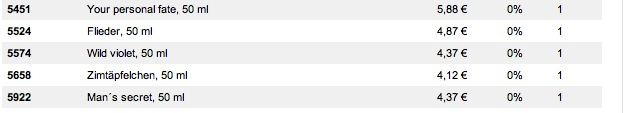 5451 Your personal fate, 50 ml 5,88 € 0% 1
5524 Flieder, 50 ml 4,87 € 0% 1
5574 Wild violet, 50 ml 4,37 € 0% 1
5658 Zimtäpfelchen, 50 ml 4,12 € 0% 1
5922 Man´s secret, 50 ml 4,37 € 0% 1